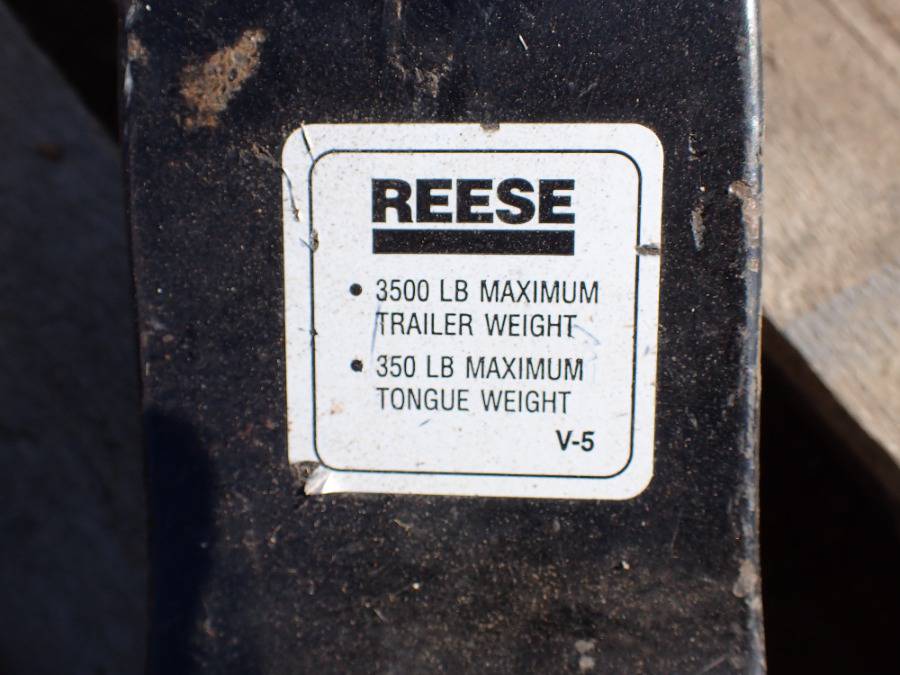 REESE
• 3500 LB MAXIMUM
TRAILER WEIGHT
• 350 LB MAXIMUM
TONGUE WEIGHT
V-5